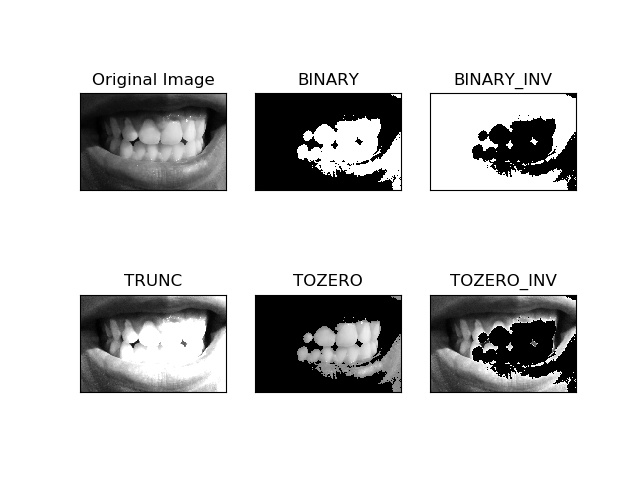 Original Image
BINARY
BINARY_INV
TRUNC
TOZERO
TOZERO_INV